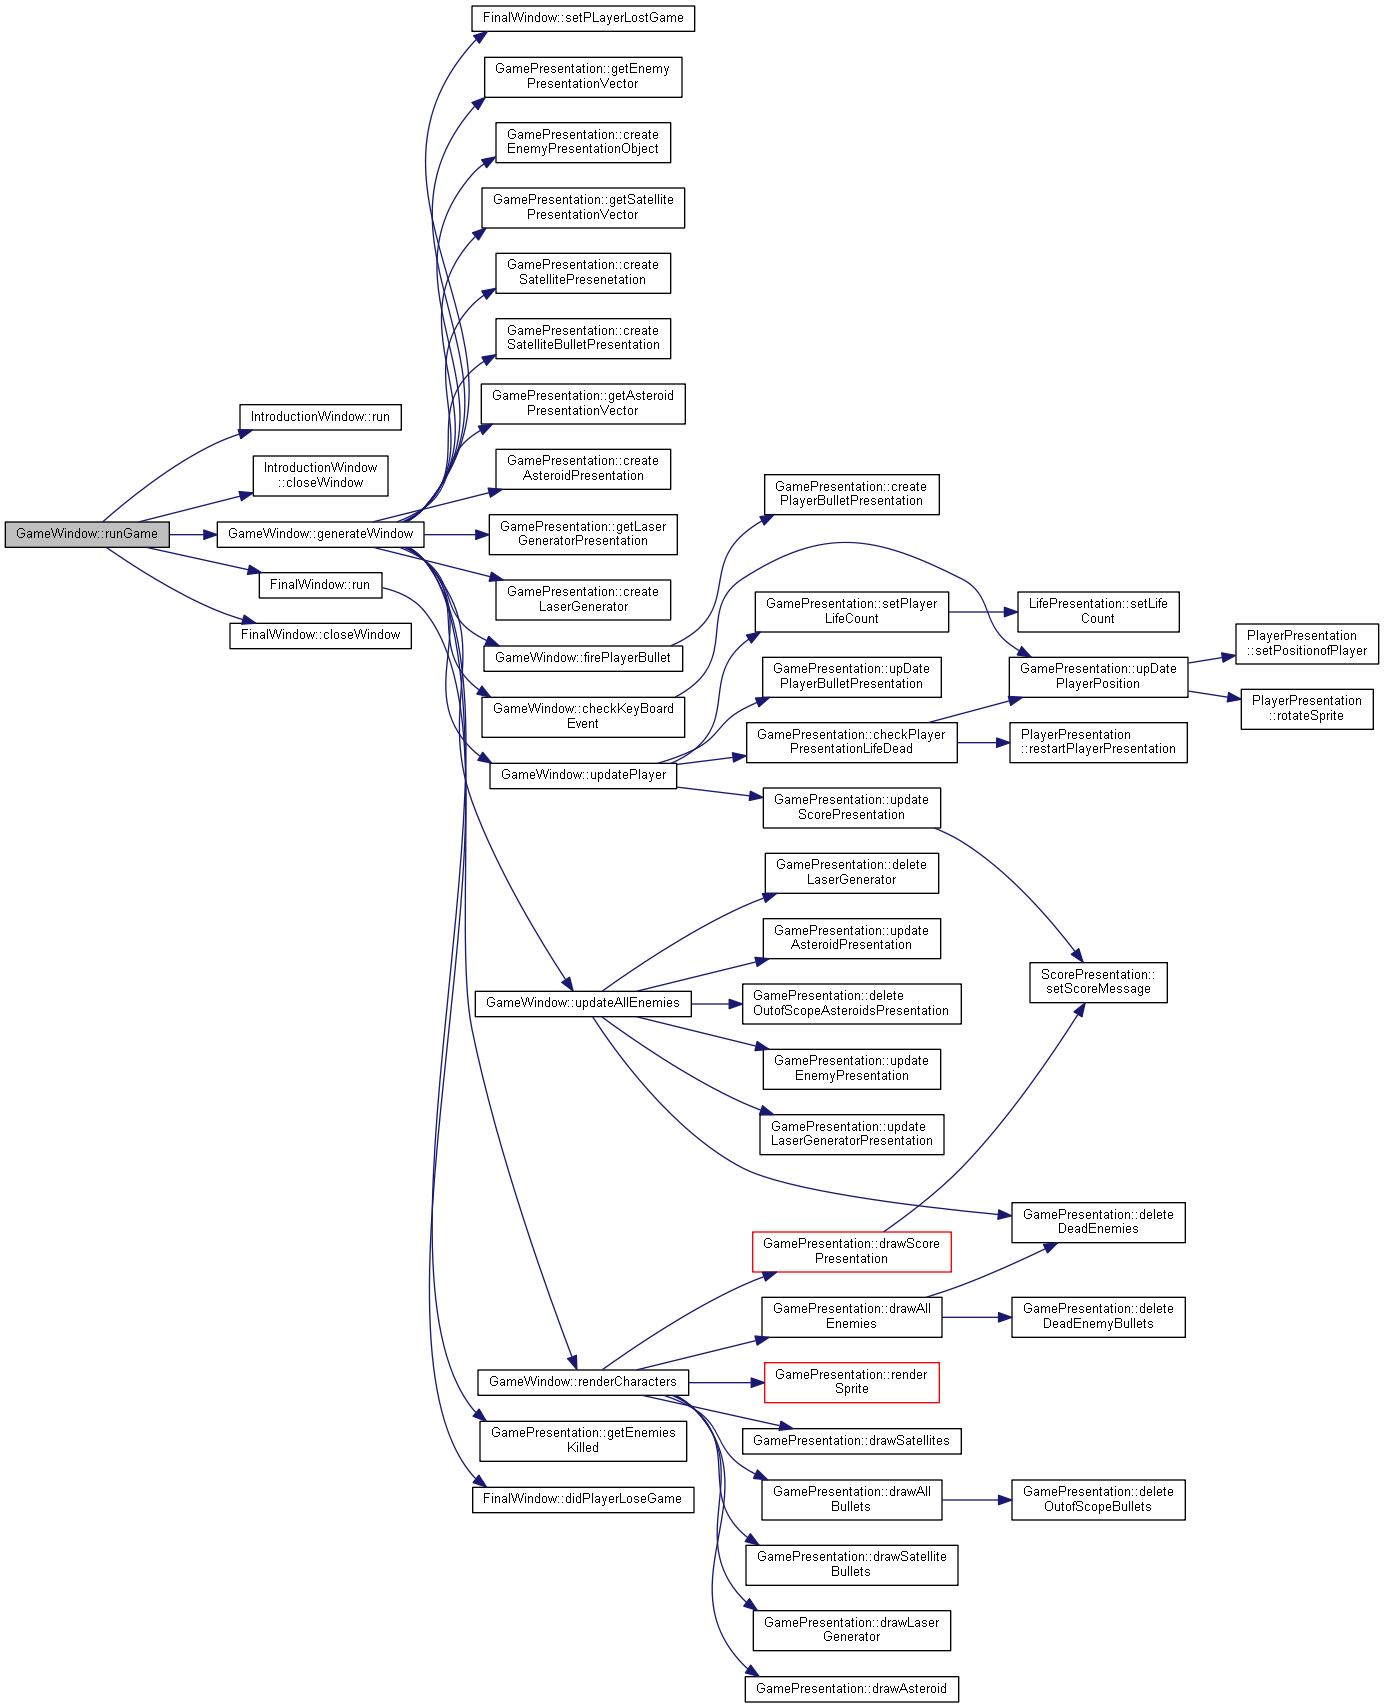 FinalWindow::setPLayerLostGame
GamePresentation::getEnemy
PresentationVector
GamePresentation::create
EnemyPresentationObject
GamePresentation::getSatellite
PresentationVector
GamePresentation::create
SatellitePresenetation
GamePresentation::create
SatelliteBulletPresentation
GamePresentation::getAsteroid
PresentationVector
IntroductionWindow::run
IntroductionWindow
::closeWindow
GamePresentation::create
AsteroidPresentation
GamePresentation::create
PlayerBulletPresentation
GameWindow::runGame
GameWindow::generateWindow
GamePresentation::getLaser
GeneratorPresentation
FinalWindow::run
GamePresentation::create
LaserGenerator
GamePresentation::setPlayer
LifeCount
LifePresentation::setLife
Count
FinalWindow::closeWindow
GameWindow::firePlayerBullet
GamePresentation::upDate
PlayerBulletPresentation
GamePresentation::upDate
PlayerPosition
PlayerPresentation
::setPositionofPlayer
PlayerPresentation
::rotateSprite
GameWindow::checkKeyBoard
Event
GamePresentation::checkPlayer
PresentationLifeDead
PlayerPresentation
::restartPlayerPresentation
GameWindow::updatePlayer
GamePresentation::update
ScorePresentation
GamePresentation::delete
LaserGenerator
GamePresentation::update
AsteroidPresentation
ScorePresentation::
setScoreMessage
GameWindow::updateAllEnemies
GamePresentation::delete
OutofScopeAsteroidsPresentation
GamePresentation::update
EnemyPresentation
GamePresentation::update
LaserGeneratorPresentation
GamePresentation::delete
DeadEnemies
GamePresentation::drawScore
Presentation
GamePresentation::drawAll
Enemies
GamePresentation::delete
DeadEnemyBullets
GameWindow::renderCharacters
GamePresentation::render
Sprite
GamePresentation::getEnemies
Killed
GamePresentation::drawSatellites
FinalWindow::didPlayerLoseGame
GamePresentation::drawAll
Bullets
GamePresentation::delete
OutofScopeBullets
GamePresentation::drawSatellite
Bullets
GamePresentation::drawLaser
Generator
GamePresentation::drawAsteroid